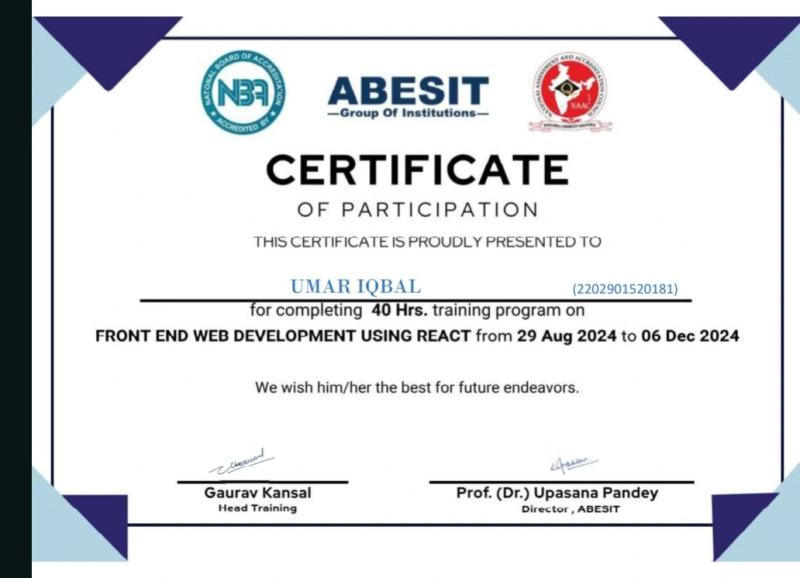 NATIONAL BOARD OF ACCREDITATION
NBA
ACCREDITED BY
ABESIT
Group Of Institutions
NATIONAL ASSESSMENT AND ACCREDITATION COUNCIL
NAAC
CERTIFICATE
OF PARTICIPATION
THIS CERTIFICATE IS PROUDLY PRESENTED TO
UMAR IQBAL (2202901520181)
for completing 40 Hrs. training program on
FRONT END WEB DEVELOPMENT USING REACT from 29 Aug 2024 to 06 Dec 2024
We wish him/her the best for future endeavors.
Gaurav Kansal
Head Training
Prof. (Dr.) Upasana Pandey
Director , ABESIT